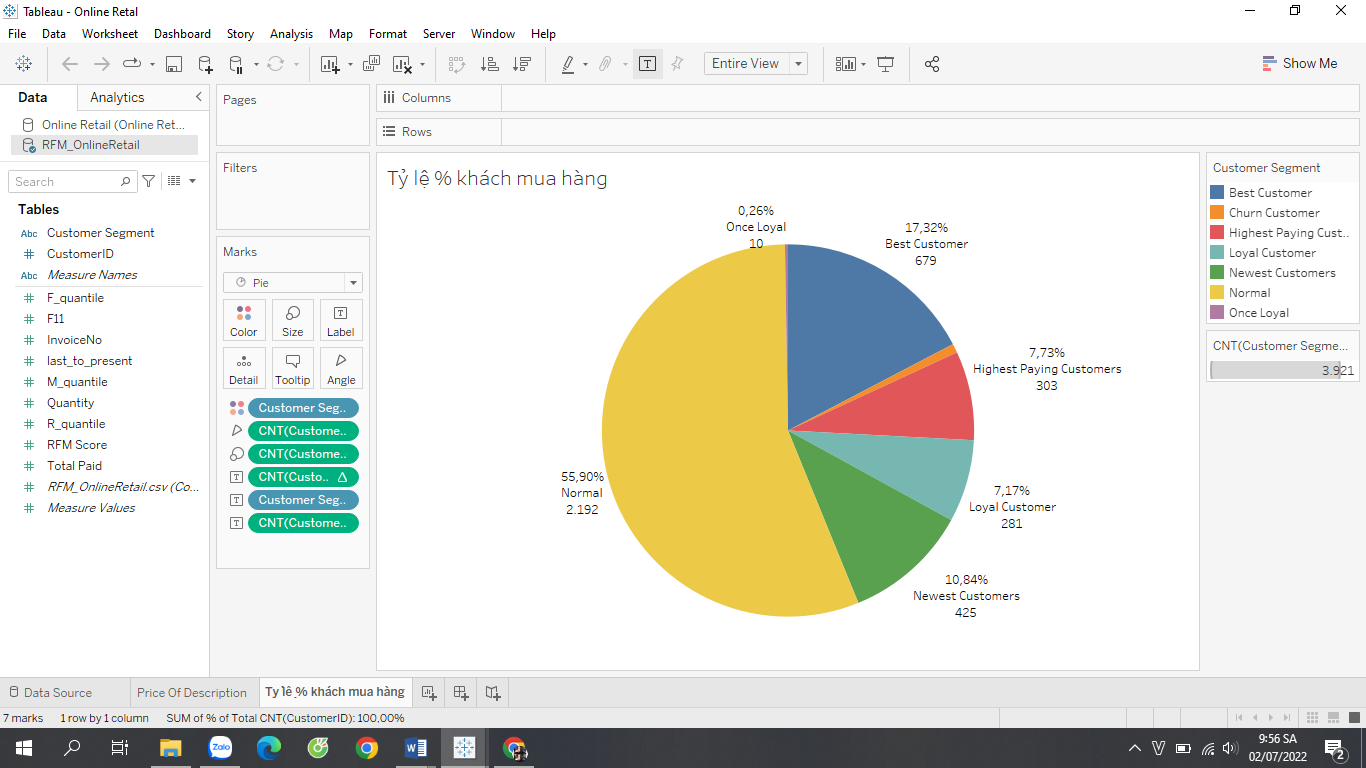 Tableau - Online Retal
File Data Worksheet Dashboard Story Analysis Map Format Server Window Help
Entire View
Show Me
Data Analytics
Online Retail (Online Ret...
RFM_OnlineRetail
Search
Tables
Abc Customer Segment
CustomerID
Abc Measure Names
F_quantile
F11
InvoiceNo
last_to_present
M_quantile
Quantity
R_quantile
RFM Score
Total Paid
RFM_OnlineRetail.csv (Co...
Measure Values
Pages
Filters
Marks
Pie
Color Size Label
Detail Tooltip Angle
Customer Seg..
CNT(Custome..
CNT(Custome..
CNT(Custo..
Customer Seg..
CNT(Custome..
Columns
Rows
Tỷ lệ % khách mua hàng
0,26%
Once Loyal
10
17,32%
Best Customer
679
7,73%
Highest Paying Customers
303
7,17%
Loyal Customer
281
10,84%
Newest Customers
425
55,90%
Normal
2.192
Customer Segment
Best Customer
Churn Customer
Highest Paying Cust..
Loyal Customer
Newest Customers
Normal
Once Loyal
CNT(Customer Segme...
3.921
Data Source Price Of Description Tỷ lệ % khách mua hàng
7 marks 1 row by 1 column SUM of % of Total CNT(CustomerID): 100,00%
Zalo
9:56 SA
02/07/2022
2